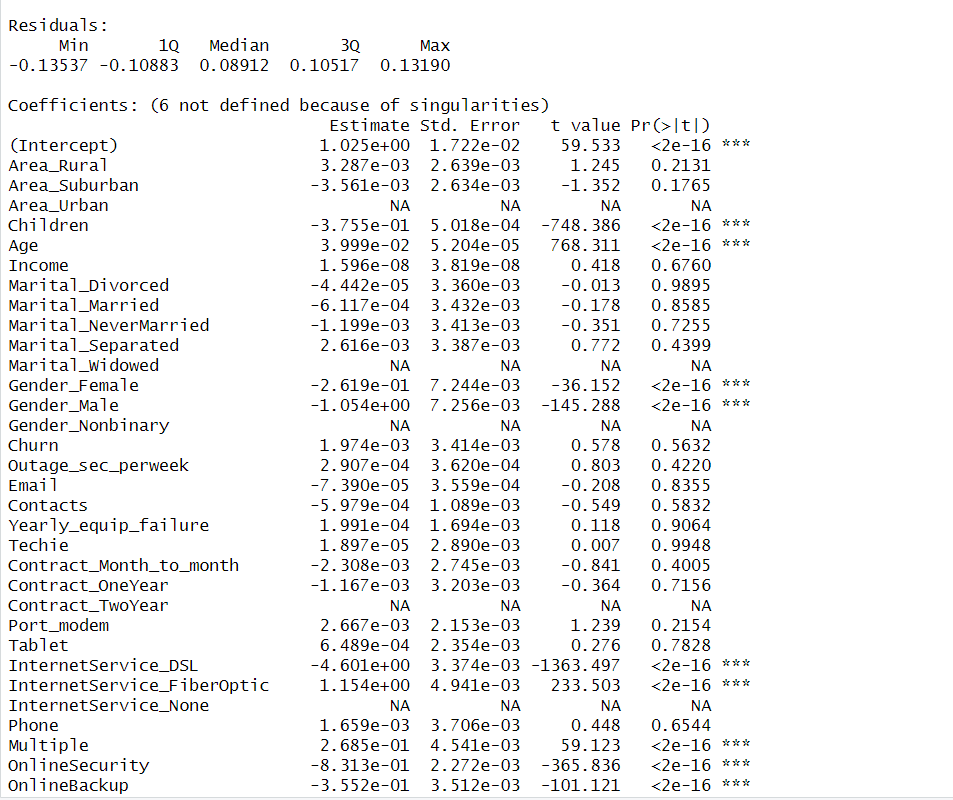 Residuals:
     Min       1Q   Median       3Q      Max
-0.13537 -0.10883  0.08912  0.10517  0.13190
Coefficients: (6 not defined because of singularities)
                             Estimate Std. Error   t value Pr(>|t|)
(Intercept)                 1.025e+00  1.722e-02    59.533   <2e-16 ***
Area_Rural                  3.287e-03  2.639e-03     1.245   0.2131
Area_Suburban              -3.561e-03  2.634e-03    -1.352   0.1765
Area_Urban                         NA         NA        NA       NA
Children                   -3.755e-01  5.018e-04  -748.386   <2e-16 ***
Age                         3.999e-02  5.204e-05   768.311   <2e-16 ***
Income                      1.596e-08  3.819e-08     0.418   0.6760
Marital_Divorced           -4.442e-05  3.360e-03    -0.013   0.9895
Marital_Married            -6.117e-04  3.432e-03    -0.178   0.8585
Marital_NeverMarried       -1.199e-03  3.413e-03    -0.351   0.7255
Marital_Separated           2.616e-03  3.387e-03     0.772   0.4399
Marital_Widowed                    NA         NA        NA       NA
Gender_Female              -2.619e-01  7.244e-03   -36.152   <2e-16 ***
Gender_Male                -1.054e+00  7.256e-03  -145.288   <2e-16 ***
Gender_Nonbinary                   NA         NA        NA       NA
Churn                       1.974e-03  3.414e-03     0.578   0.5632
Outage_sec_perweek          2.907e-04  3.620e-04     0.803   0.4220
Email                      -7.390e-05  3.559e-04    -0.208   0.8355
Contacts                   -5.979e-04  1.089e-03    -0.549   0.5832
Yearly_equip_failure        1.991e-04  1.694e-03     0.118   0.9064
Techie                      1.897e-05  2.890e-03     0.007   0.9948
Contract_Month_to_month    -2.308e-03  2.745e-03    -0.841   0.4005
Contract_OneYear           -1.167e-03  3.203e-03    -0.364   0.7156
Contract_TwoYear                   NA         NA        NA       NA
Port_modem                  2.667e-03  2.153e-03     1.239   0.2154
Tablet                      6.489e-04  2.354e-03     0.276   0.7828
InternetService_DSL        -4.601e+00  3.374e-03 -1363.497   <2e-16 ***
InternetService_FiberOptic  1.154e+00  4.941e-03   233.503   <2e-16 ***
InternetService_None               NA         NA        NA       NA
Phone                       1.659e-03  3.706e-03     0.448   0.6544
Multiple                    2.685e-01  4.541e-03    59.123   <2e-16 ***
OnlineSecurity             -8.313e-01  2.272e-03  -365.836   <2e-16 ***
OnlineBackup               -3.552e-01  3.512e-03  -101.121   <2e-16 ***